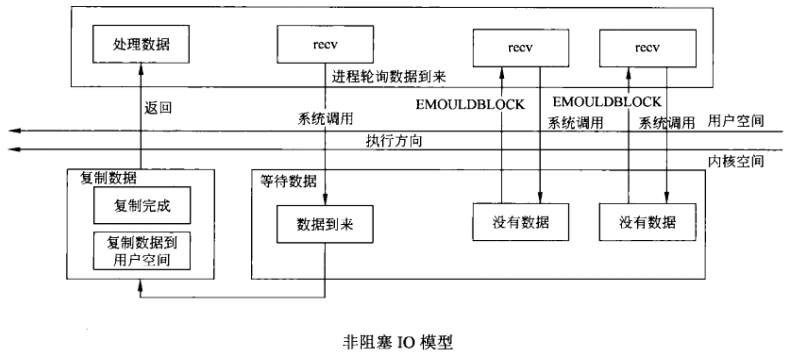 处理数据
recv
recv
recv
进程轮询数据到来
返回
系统调用
EMOULDBLOCK
系统调用
EMOULDBLOCK
系统调用
用户空间
执行方向
内核空间
复制数据
复制完成
复制数据到
用户空间
等待数据
数据到来
没有数据
没有数据
非阻塞 IO 模型